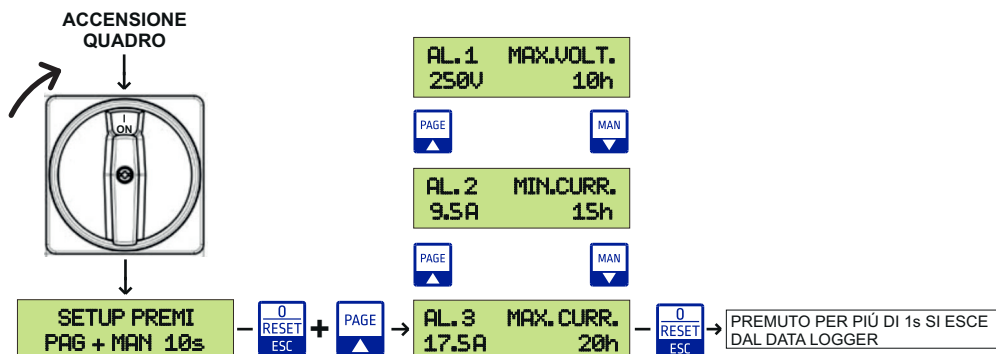 ACCENSIONE
QUADRO
I
ON
SETUP PREMI
PAG + MAN 10s
0
RESET
ESC
+
PAGE
AL.1 MAX.VOLT.
250V 10h
PAGE
MAN
AL.2 MIN.CURR.
9.5A 15h
PAGE
MAN
AL.3 MAX.CURR.
17.5A 20h
0
RESET
ESC
PREMUTO PER PIÚ DI 1s SI ESCE
DAL DATA LOGGER